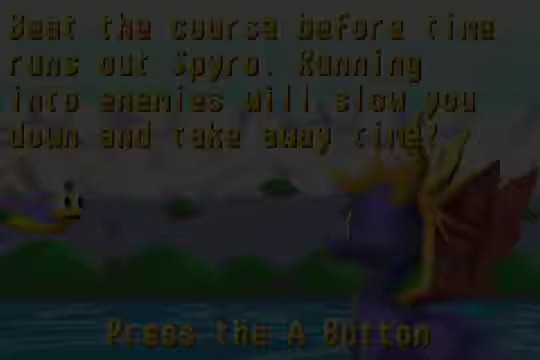 Beat the course before time
runs out Spyro. Running
into enemies will slow you
down and take away time!
Press the A Button